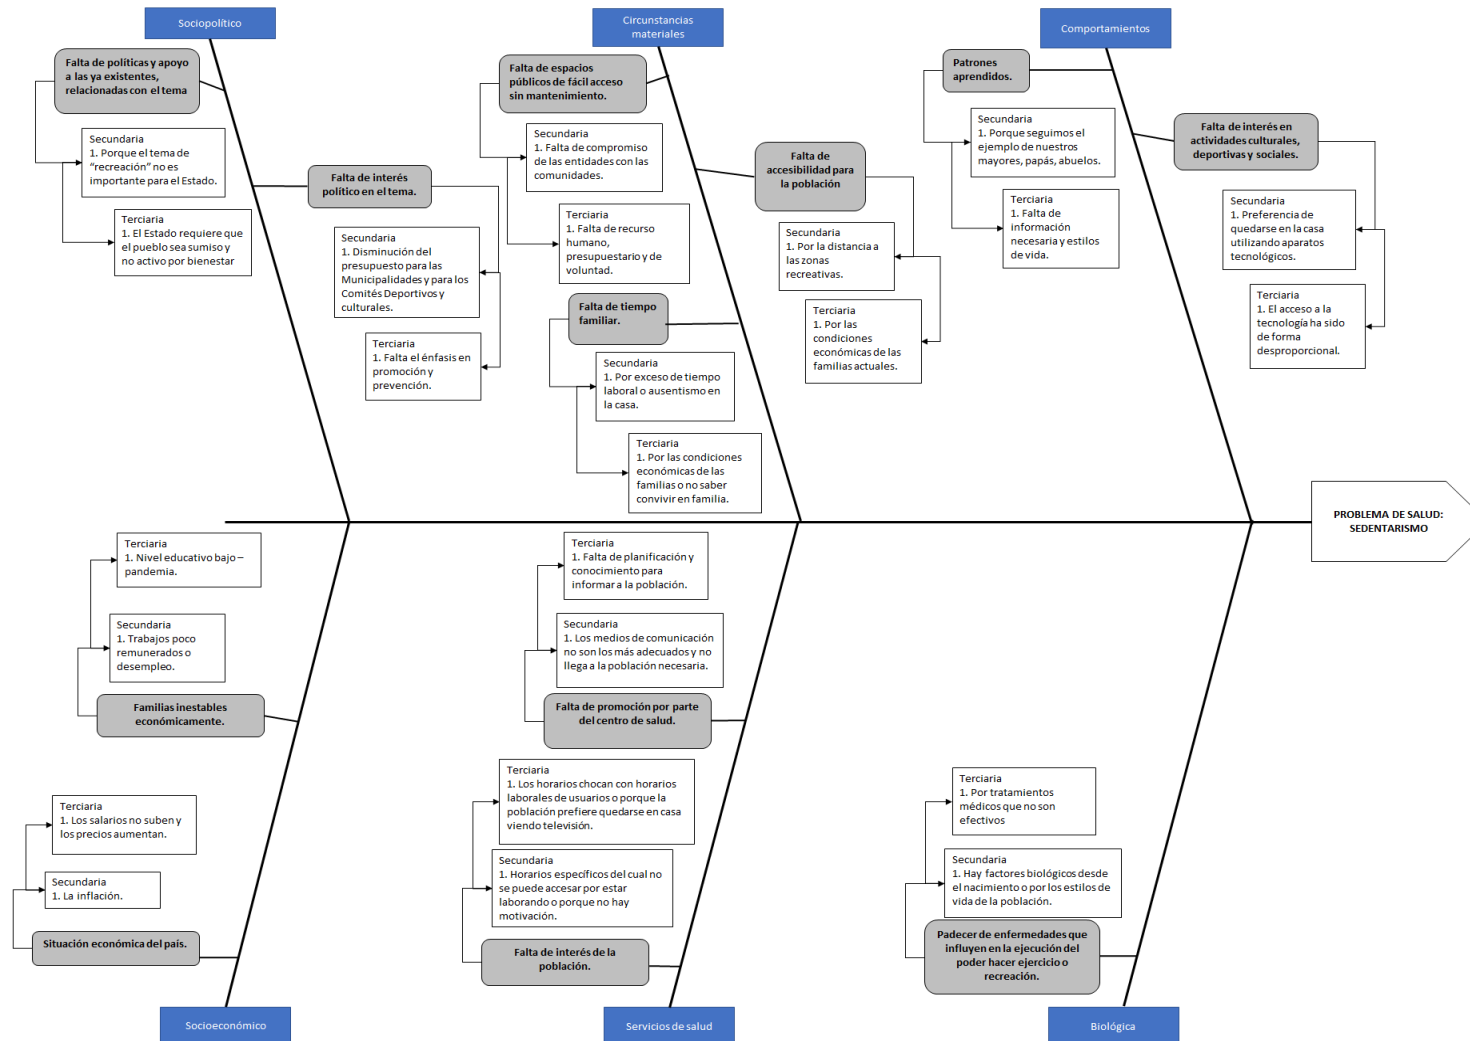 Sociopolítico
Falta de políticas y apoyo
a las ya existentes,
relacionadas con el tema
Secundaria
1. Porque el tema de
“recreación” no es
importante para el Estado.
Terciaria
1. El Estado requiere que
el pueblo sea sumiso y
no activo por bienestar
Falta de interés
político en el tema.
Secundaria
1. Disminución del
presupuesto para las
Municipalidades y para los
Comités Deportivos y
culturales.
Terciaria
1. Falta el énfasis en
promoción y
prevención.
Circunstancias
materiales
Falta de espacios
públicos de fácil acceso
sin mantenimiento.
Secundaria
1. Falta de compromiso
de las entidades con las
comunidades.
Terciaria
1. Falta de recurso
humano,
presupuestario y de
voluntad.
Falta de tiempo
familiar.
Secundaria
1. Por exceso de tiempo
laboral o ausentismo en
la casa.
Terciaria
1. Por las condiciones
económicas de las
familias o no saber
convivir en familia.
Falta de
accesibilidad para
la población
Secundaria
1. Por la distancia a
las zonas
recreativas.
Terciaria
1. Por las
condiciones
económicas de las
familias actuales.
Comportamientos
Patrones
aprendidos.
Secundaria
1. Porque seguimos el
ejemplo de nuestros
mayores, papás, abuelos.
Terciaria
1. Falta de
información
necesaria y estilos
de vida.
Falta de interés en
actividades culturales,
deportivas y sociales.
Secundaria
1. Preferencia de
quedarse en la casa
utilizando aparatos
tecnológicos.
Terciaria
1. El acceso a la
tecnología ha sido
de forma
desproporcional.
PROBLEMA DE SALUD:
SEDENTARISMO
Terciaria
1. Nivel educativo bajo –
pandemia.
Secundaria
1. Trabajos poco
remunerados o
desempleo.
Familias inestables
económicamente.
Terciaria
1. Los salarios no suben y
los precios aumentan.
Secundaria
1. La inflación.
Situación económica del país.
Socioeconómico
Terciaria
1. Falta de planificación y
conocimiento para
informar a la población.
Secundaria
1. Los medios de comunicación
no son los más adecuados y no
llega a la población necesaria.
Falta de promoción por parte
del centro de salud.
Terciaria
1. Los horarios chocan con horarios
laborales de usuarios o porque la
población prefiere quedarse en casa
viendo televisión.
Secundaria
1. Horarios específicos del cual no
se puede accesar por estar
laborando o porque no hay
motivación.
Falta de interés de la
población.
Servicios de salud
Terciaria
1. Por tratamientos
médicos que no son
efectivos
Secundaria
1. Hay factores biológicos desde
el nacimiento o por los estilos de
vida de la población.
Padecer de enfermedades que
influyen en la ejecución del
poder hacer ejercicio o
recreación.
Biológica